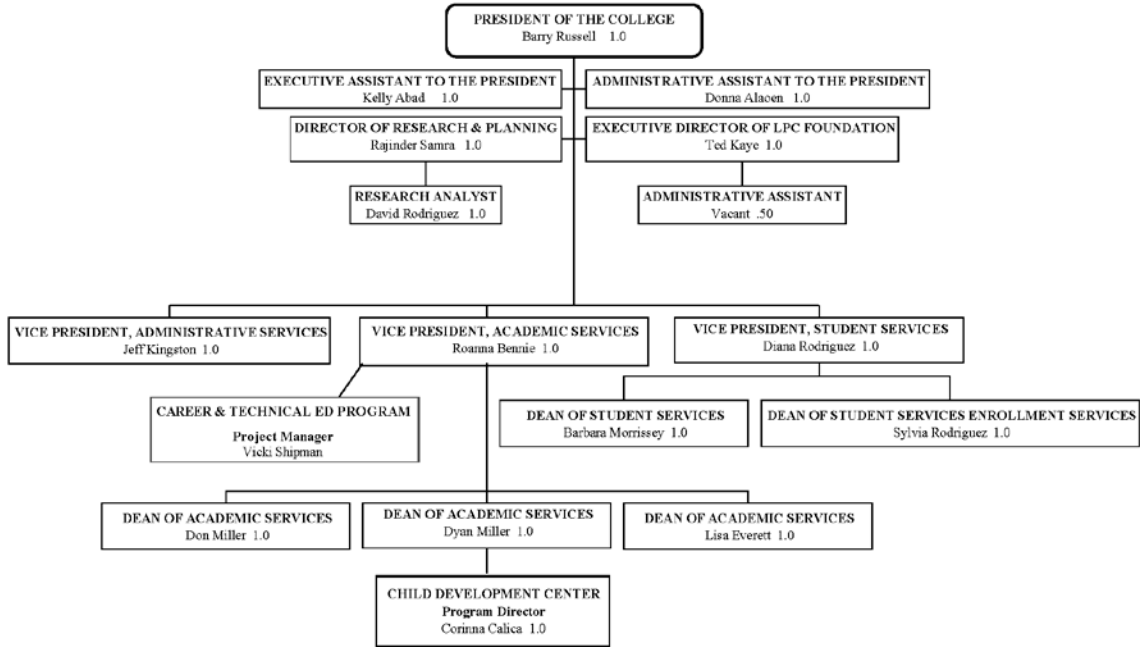 PRESIDENT OF THE COLLEGE
Barry Russell 1.0
EXECUTIVE ASSISTANT TO THE PRESIDENT
Kelly Abad 1.0
ADMINISTRATIVE ASSISTANT TO THE PRESIDENT
Donna Alaoen 1.0
DIRECTOR OF RESEARCH & PLANNING
Rajinder Samra 1.0
EXECUTIVE DIRECTOR OF LPC FOUNDATION
Ted Kaye 1.0
RESEARCH ANALYST
David Rodriguez 1.0
ADMINISTRATIVE ASSISTANT
Vacant .50
VICE PRESIDENT, ADMINISTRATIVE SERVICES
Jeff Kingston 1.0
VICE PRESIDENT, ACADEMIC SERVICES
Roanna Bennie 1.0
VICE PRESIDENT, STUDENT SERVICES
Diana Rodriguez 1.0
CAREER & TECHNICAL ED PROGRAM
Project Manager
Vicki Shipman
DEAN OF STUDENT SERVICES
Barbara Morrissey 1.0
DEAN OF STUDENT SERVICES ENROLLMENT SERVICES
Sylvia Rodriguez 1.0
DEAN OF ACADEMIC SERVICES
Don Miller 1.0
DEAN OF ACADEMIC SERVICES
Dyan Miller 1.0
DEAN OF ACADEMIC SERVICES
Lisa Everett 1.0
CHILD DEVELOPMENT CENTER
Program Director
Corinna Calica 1.0